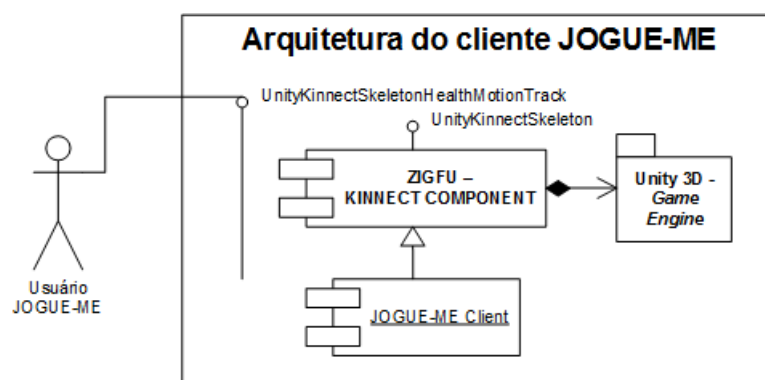 Arquitetura do cliente JOGUE-ME
UnityKinnectSkeletonHealthMotionTrack
UnityKinnectSkeleton
ZIGFU –
KINNECT COMPONENT
Unity 3D -
Game
Engine
Usuário
JOGUE-ME
JOGUE-ME Client